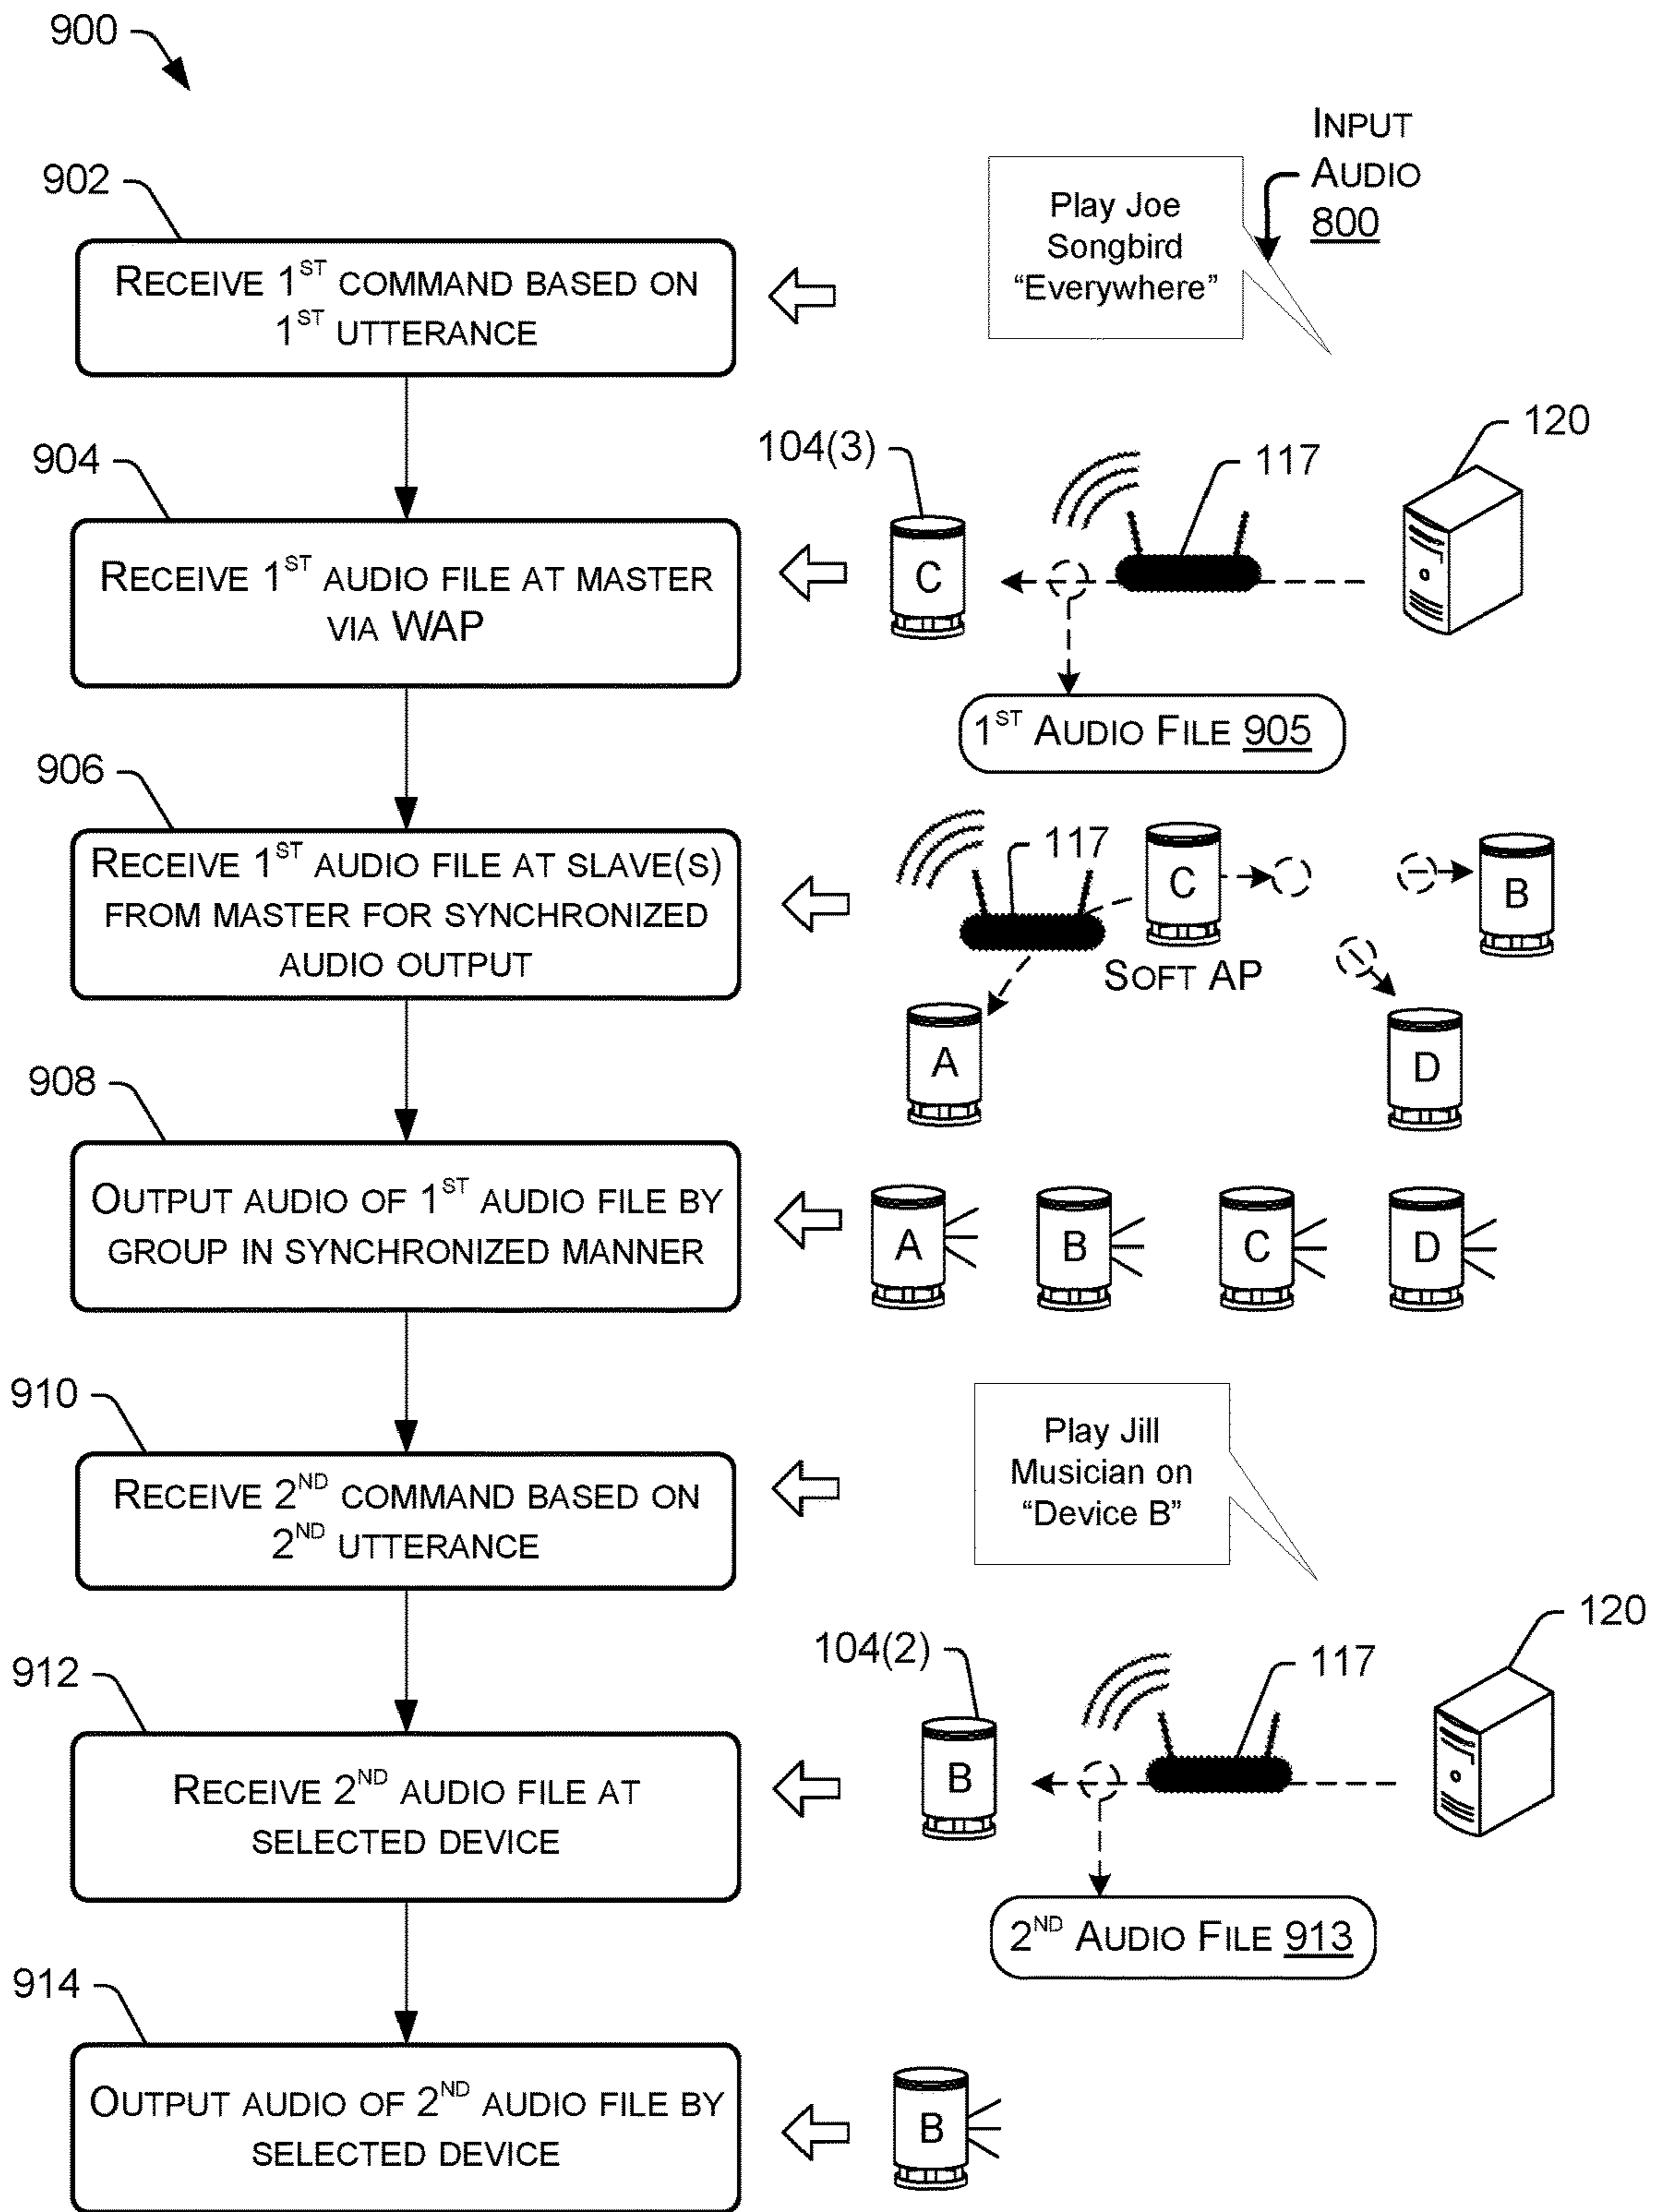 900
INPUT
AUDIO
800
902
Play Joe
Songbird
“Everywhere”
RECEIVE 1ST COMMAND BASED ON
1ST UTTERANCE
904
104(3)
117
120
C
RECEIVE 1ST AUDIO FILE AT MASTER
VIA WAP
1ST AUDIO FILE 905
906
117
C
B
RECEIVE 1ST AUDIO FILE AT SLAVE(S)
FROM MASTER FOR SYNCHRONIZED
AUDIO OUTPUT
SOFT AP
A
D
908
OUTPUT AUDIO OF 1ST AUDIO FILE BY
GROUP IN SYNCHRONIZED MANNER
A
B
C
D
910
Play Jill
Musician on
“Device B”
RECEIVE 2ND COMMAND BASED ON
2ND UTTERANCE
912
104(2)
117
120
B
RECEIVE 2ND AUDIO FILE AT
SELECTED DEVICE
2ND AUDIO FILE 913
914
OUTPUT AUDIO OF 2ND AUDIO FILE BY
SELECTED DEVICE
B